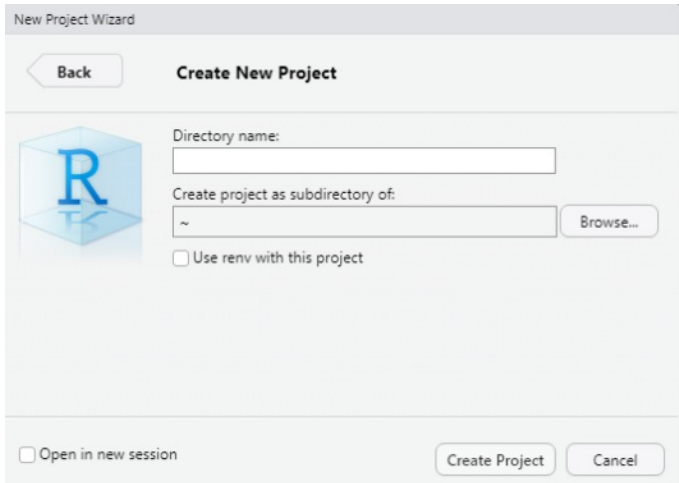 New Project Wizard
Back
Create New Project
R
Directory name:
Create project as subdirectory of:
~
Browse...
Use renv with this project
Open in new session
Create Project
Cancel